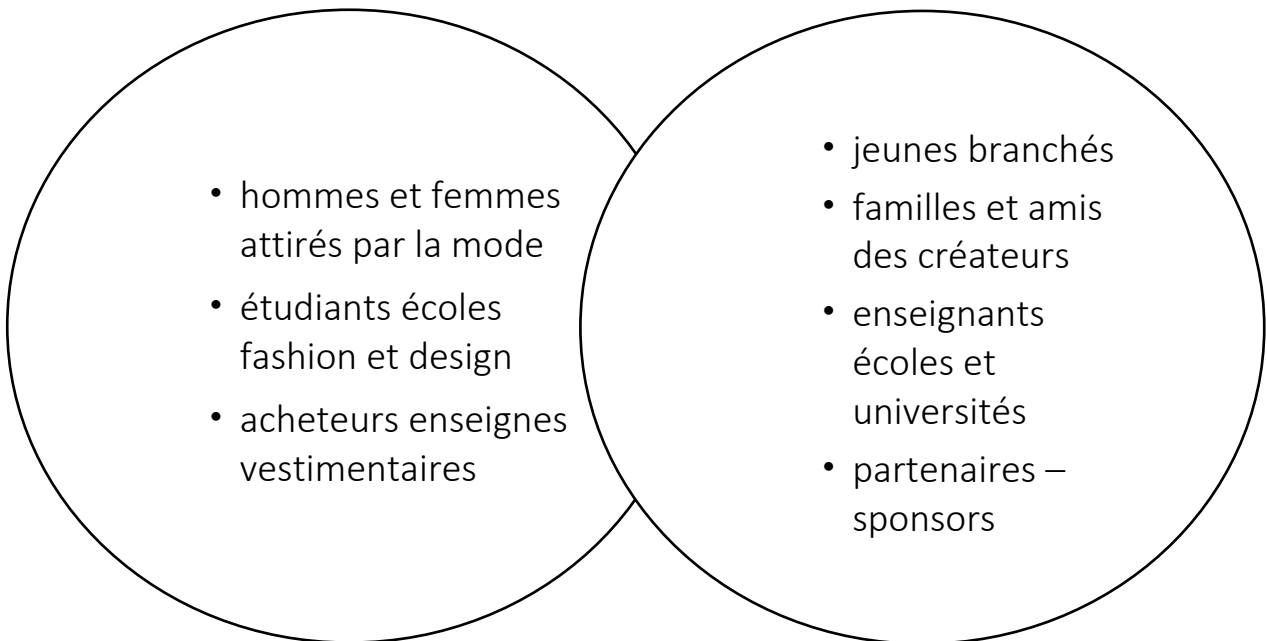 • hommes et femmes
attirés par la mode
• étudiants écoles
fashion et design
• acheteurs enseignes
vestimentaires
• jeunes branchés
• familles et amis
des créateurs
• enseignants
écoles et
universités
• partenaires –
sponsors